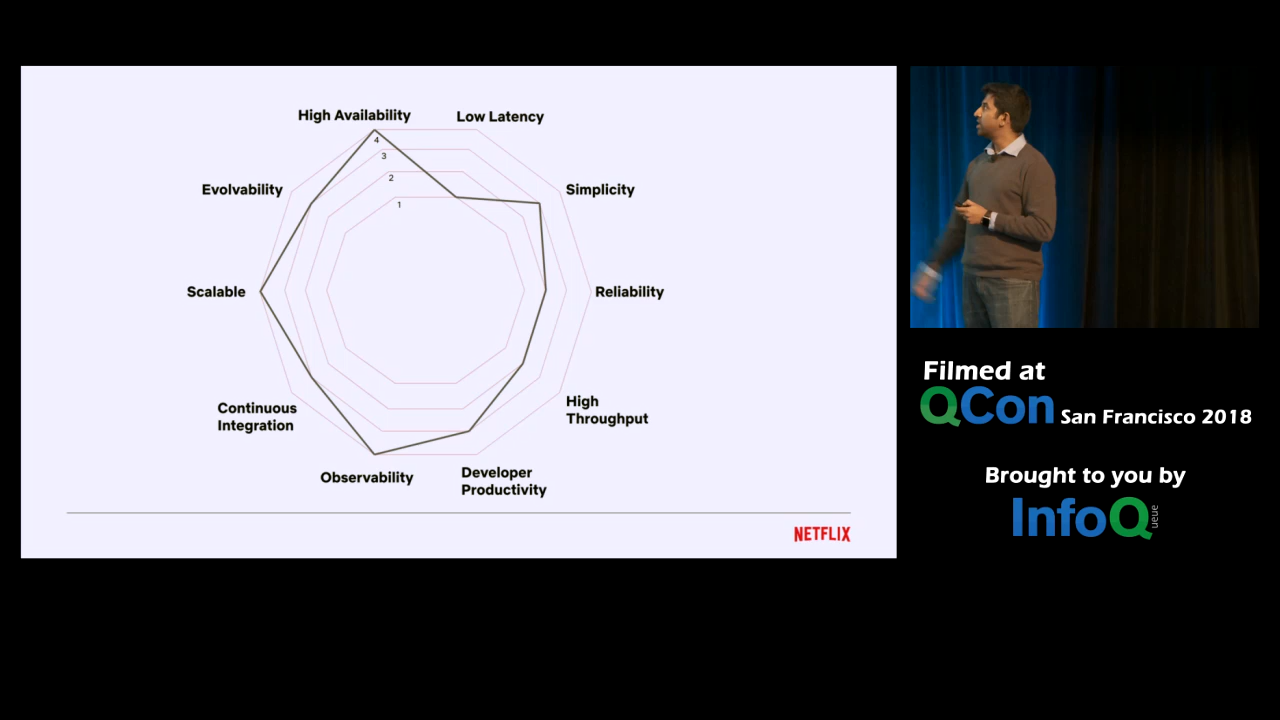 High Availability
Low Latency
4
3
2
1
Evolvability
Simplicity
Scalable
Reliability
Continuous
Integration
High
Throughput
Observability
Developer
Productivity
NETFLIX
Filmed at
QCon San Francisco 2018
Brought to you by
InfoQ
ueue